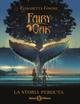 ELISABETTA GNONE
FAIRY
OAK
LA STORIA PERDUTA